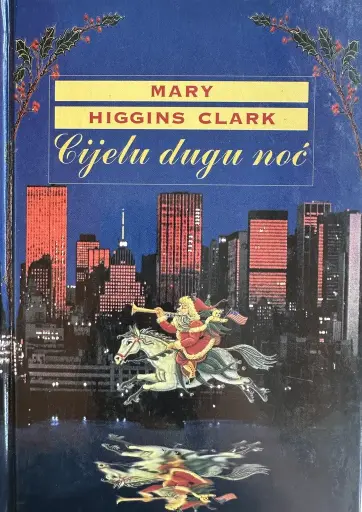 MARY
HIGGINS CLARK
Cijelu dugu noć